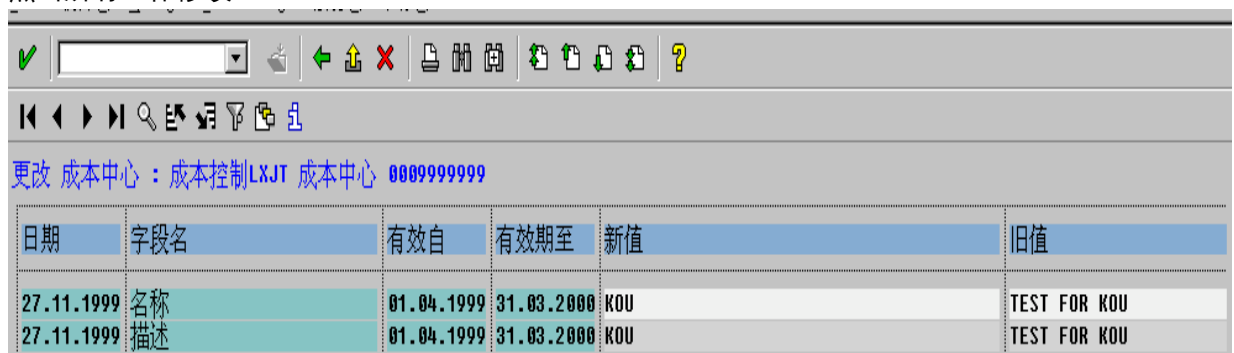 更改 成本中心 : 成本控制LXJT 成本中心 0009999999
日期 字段名 有效自 有效期至 新值 旧值
27.11.1999 名称 01.04.1999 31.03.2000 KOU TEST FOR KOU
27.11.1999 描述 01.04.1999 31.03.2000 KOU TEST FOR KOU